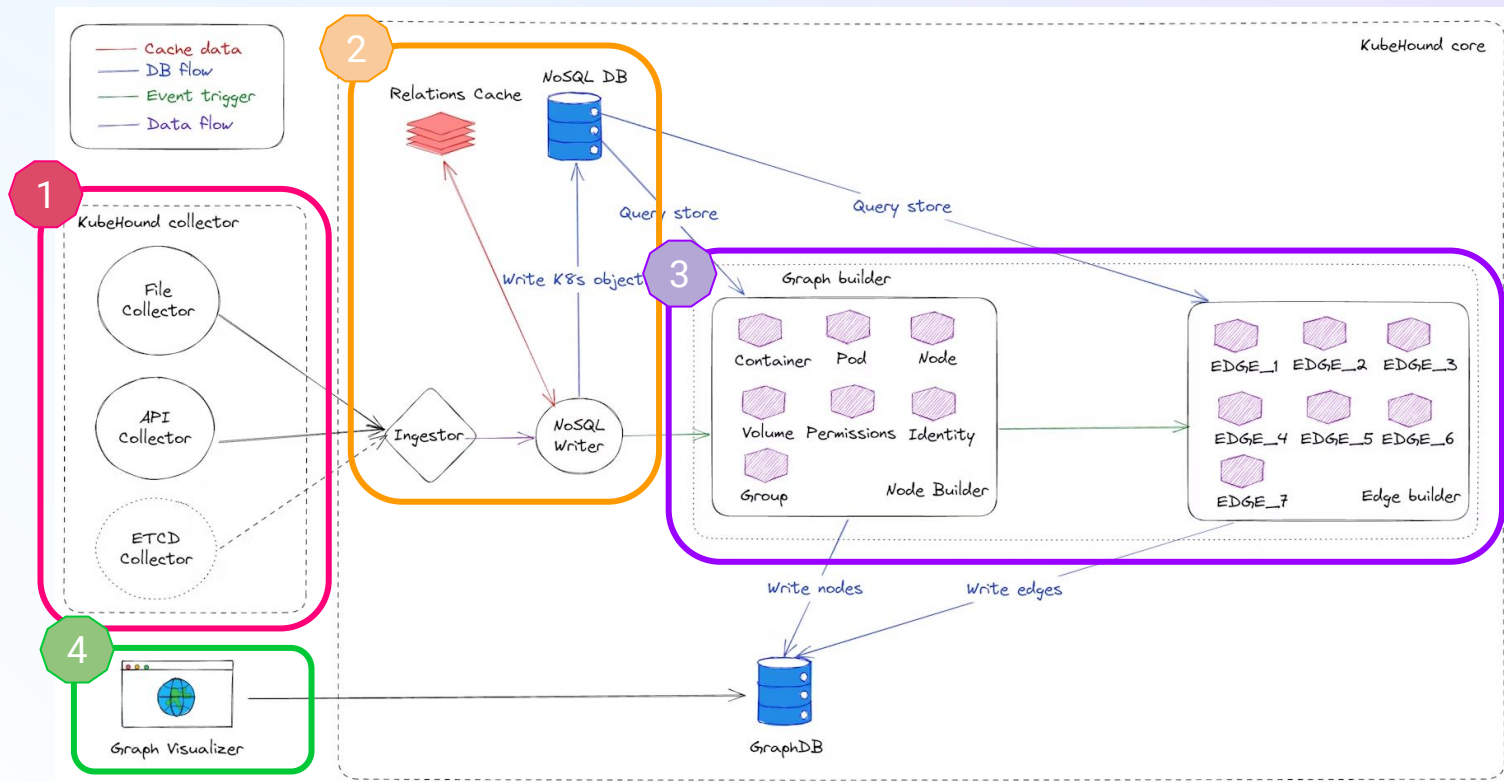 Cache data
DB flow
Event trigger
Data flow
KubeHound core
2
Relations Cache
NoSQL DB
1
KubeHound collector
File
Collector
API
Collector
ETCD
Collector
Query store
Query store
Write K8s object
Ingestor
NoSQL
Writer
3
Graph builder
Container
Pod
Node
Volume
Permissions
Identity
Group
Node Builder
EDGE_1
EDGE_2
EDGE_3
EDGE_4
EDGE_5
EDGE_6
EDGE_7
Edge builder
Write nodes
Write edges
4
Graph Visualizer
GraphDB